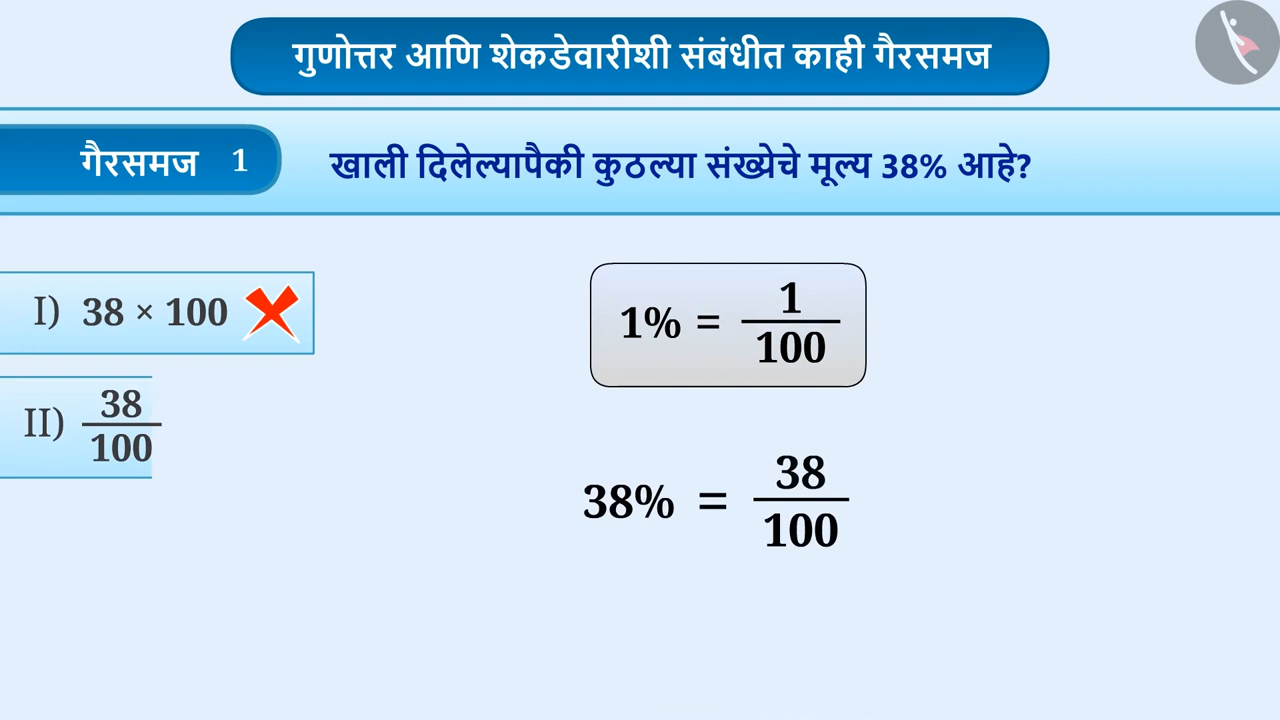 गुणोत्तर आणि शेकडेवारीशी संबंधीत काही गैरसमज
गैरसमज 1
खाली दिलेल्यापैकी कुठल्या संख्येचे मूल्य 38% आहे?
I) 38 × 100
II) 38/100
1% = 1/100
38% = 38/100